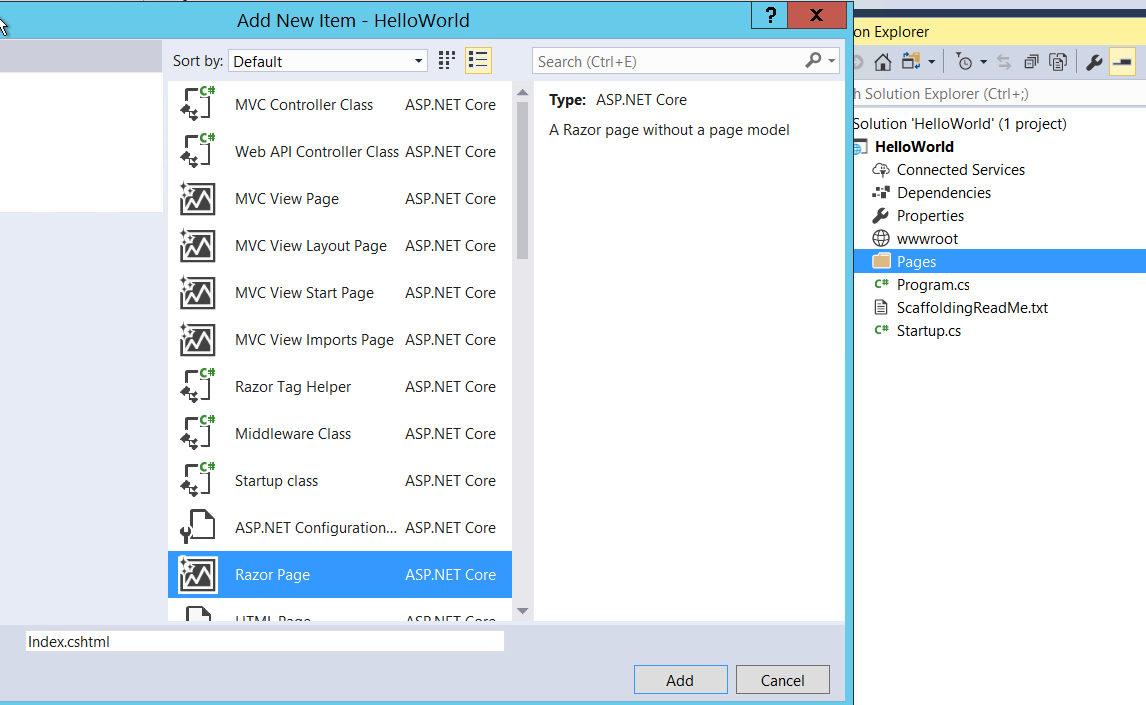 Add New Item - HelloWorld
? X
Sort by: Default
Search (Ctrl+E)
MVC Controller Class ASP.NET Core
C#
Web API Controller Class ASP.NET Core
C#
MVC View Page ASP.NET Core
MVC View Layout Page ASP.NET Core
MVC View Start Page ASP.NET Core
MVC View Imports Page ASP.NET Core
Razor Tag Helper ASP.NET Core
C#
Middleware Class ASP.NET Core
C#
Startup class ASP.NET Core
C#
ASP.NET Configuration... ASP.NET Core
Razor Page ASP.NET Core
HTML Page ASP.NET Core
Type: ASP.NET Core
A Razor page without a page model
Index.cshtml
Add Cancel
on Explorer
h Solution Explorer (Ctrl+;)
Solution 'HelloWorld' (1 project)
HelloWorld
Connected Services
Dependencies
Properties
wwwroot
Pages
C# Program.cs
ScaffoldingReadMe.txt
C# Startup.cs